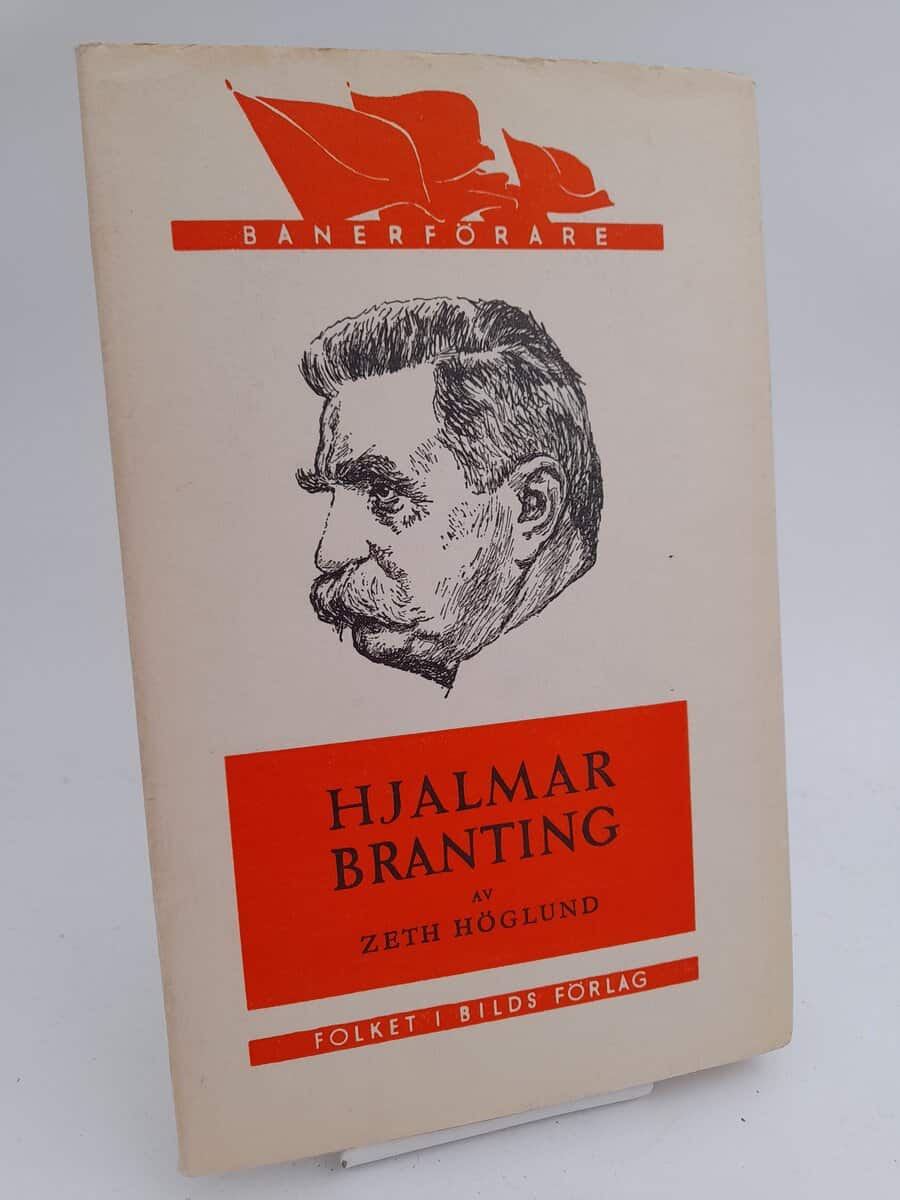 BANERFÖRARE
HJALMAR
BRANTING
AV
ZETH HÖGLUND
FOLKET I BILDS FÖRLAG